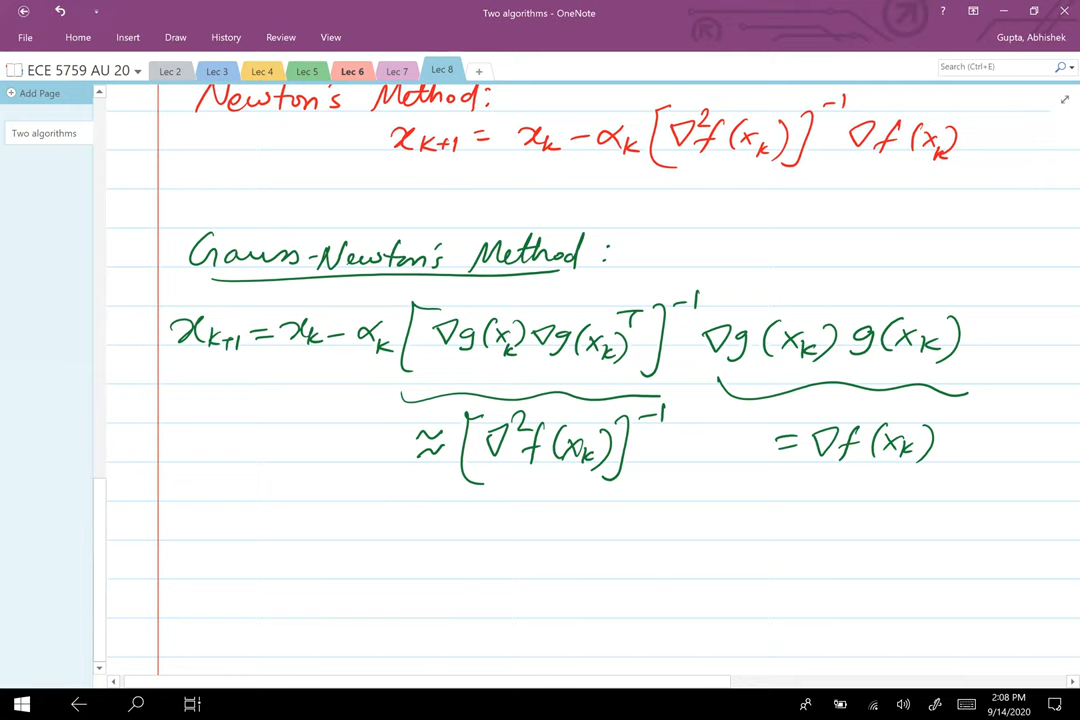 Two algorithms - OneNote
Gupta, Abhishek
File Home Insert Draw History Review View
ECE 5759 AU 20 Lec 2 Lec 3 Lec 4 Lec 5 Lec 6 Lec 7 Lec 8 +
Search (Ctrl+E)
Add Page
Two algorithms
Newton's Method:
x_{k+1} = x_k - α_k [∇²f(x_k)]^{-1} ∇f(x_k)
Gauss-Newton's Method:
x_{k+1} = x_k - α_k [∇g(x_k)∇g(x_k)^T]^{-1} ∇g(x_k) g(x_k)
≈ [∇²f(x_k)]^{-1} = ∇f(x_k)
2:08 PM
9/14/2020